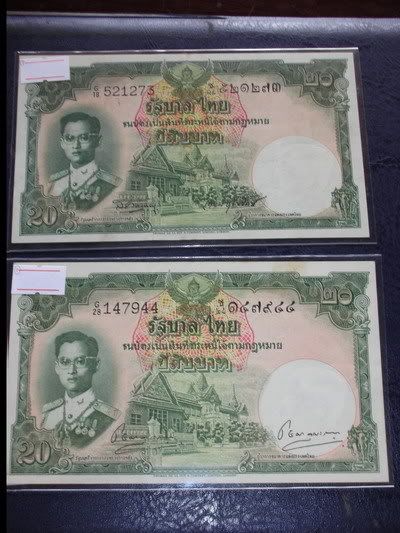 G/18 521273
๕๒๑๒๗๓
๒๐
รัฐบาลไทย
ธนบัตรเป็นเงินที่ชำระหนี้ได้ตามกฎหมาย
ยี่สิบบาท
20
G/28 147944
๑๔๗๙๔๔
๒๐
รัฐบาลไทย
ธนบัตรเป็นเงินที่ชำระหนี้ได้ตามกฎหมาย
ยี่สิบบาท
20